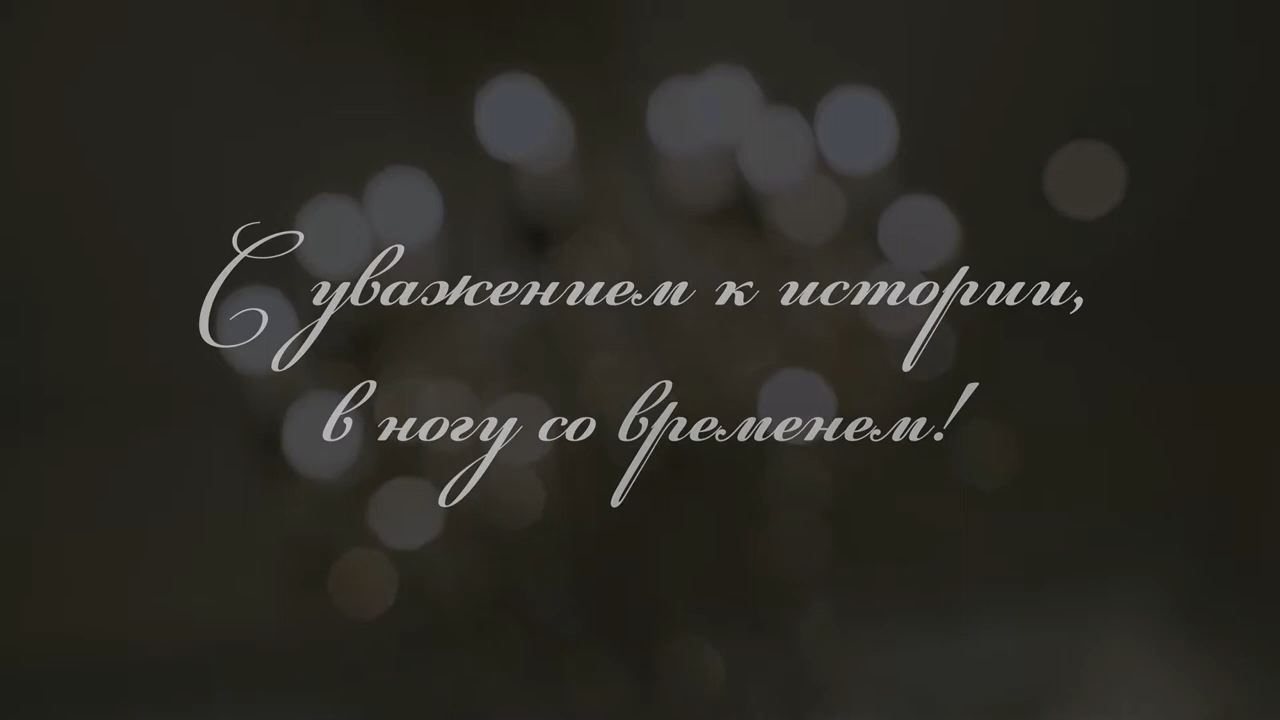 С уважением к истории,
в ногу со временем!